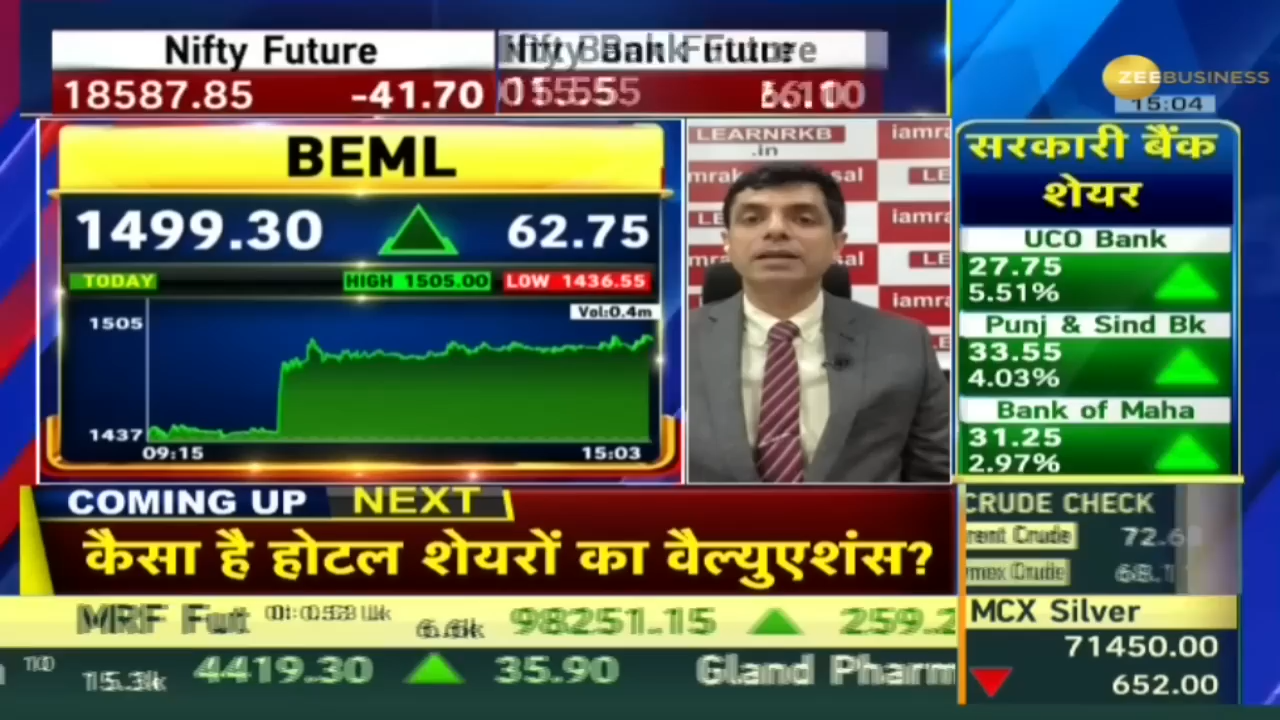 Nifty Future
18587.85 -41.70
ZEEBUSINESS
15:04
BEML
1499.30 62.75
TODAY HIGH 1505.00 LOW 1436.55
Vol:0.4m
1505
1437
09:15 15:03
LEARNRKB
.in
सरकारी बैंक
शेयर
UCO Bank
27.75
5.51%
Punj & Sind Bk
33.55
4.03%
Bank of Maha
31.25
2.97%
COMING UP NEXT
कैसा है होटल शेयरों का वैल्युएशंस?
CRUDE CHECK
MCX Silver
71450.00
652.00
MRF Fut 98251.15 259.2
4419.30 35.90 Gland Pharm